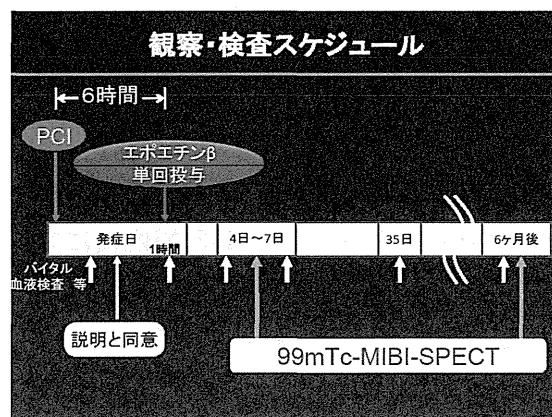 観察・検査スケジュール
6時間
PCI
エポエチンβ
単回投与
発症日
1時間
4日～7日
35日
6ヶ月後
バイタル
血液検査 等
説明と同意
99mTc-MIBI-SPECT